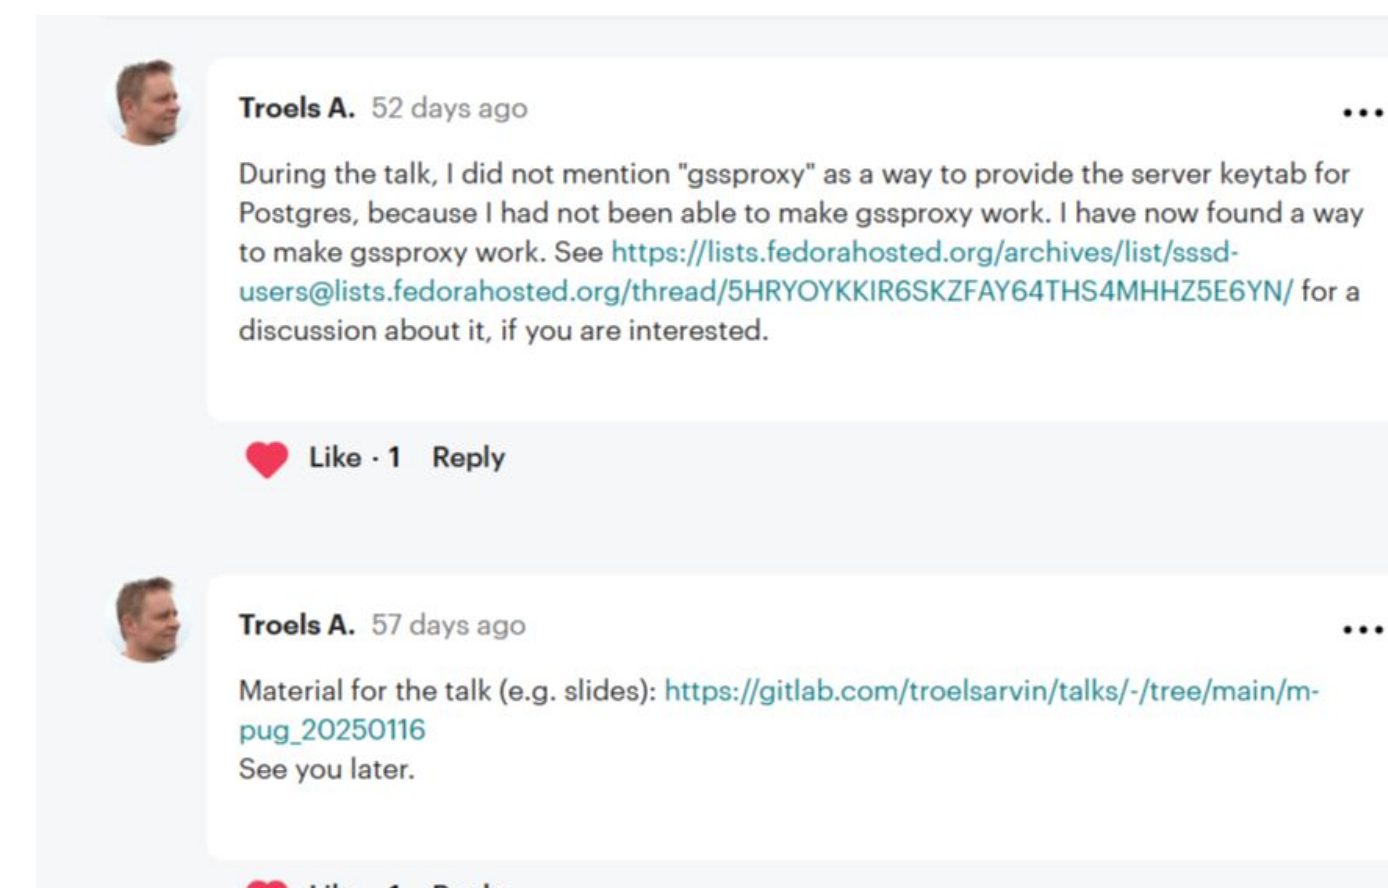 Troels A. 52 days ago
During the talk, I did not mention "gssproxy" as a way to provide the server keytab for
Postgres, because I had not been able to make gssproxy work. I have now found a way
to make gssproxy work. See https://lists.fedorahosted.org/archives/list/sssd-
users@lists.fedorahosted.org/thread/5HRYOYKKIR6SKZFAY64THS4MHHZ5E6YN/ for a
discussion about it, if you are interested.
Like · 1 Reply
Troels A. 57 days ago
Material for the talk (e.g. slides): https://gitlab.com/troelsarvin/talks/-/tree/main/m-
pug_20250116
See you later.